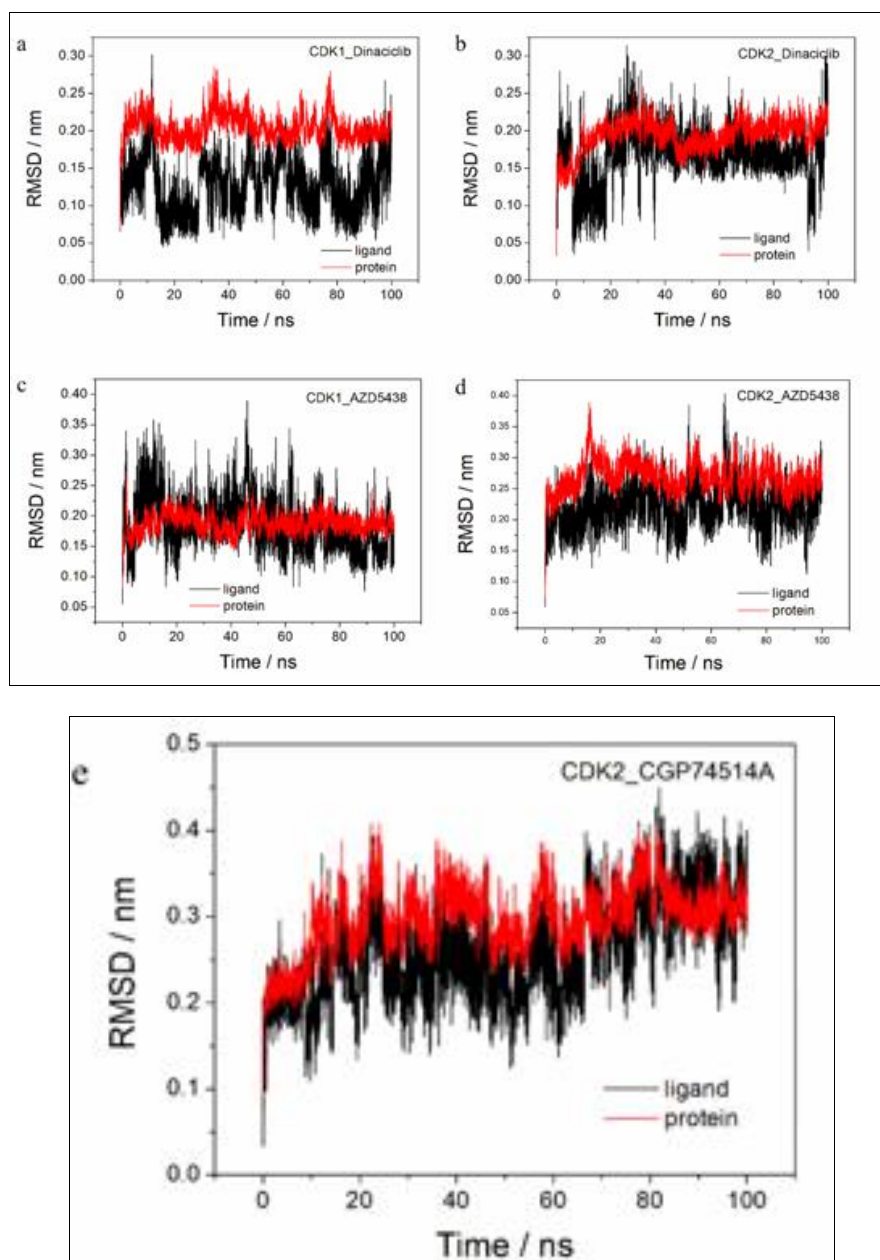 a
CDK1_Dinaciclib
0.30
0.25
0.20
0.15
0.10
0.05
0.00
RMSD / nm
ligand
protein
0 20 40 60 80 100
Time / ns
b
CDK2_Dinaciclib
0.30
0.25
0.20
0.15
0.10
0.05
0.00
RMSD / nm
ligand
protein
0 20 40 60 80 100
Time / ns
c
CDK1_AZD5438
0.40
0.35
0.30
0.25
0.20
0.15
0.10
0.05
RMSD / nm
ligand
protein
0 20 40 60 80 100
Time / ns
d
CDK2_AZD5438
0.40
0.35
0.30
0.25
0.20
0.15
0.10
0.05
RMSD / nm
ligand
protein
0 20 40 60 80 100
Time / ns
e
CDK2_CGP74514A
0.5
0.4
0.3
0.2
0.1
0.0
RMSD / nm
ligand
protein
0 20 40 60 80 100
Time / ns